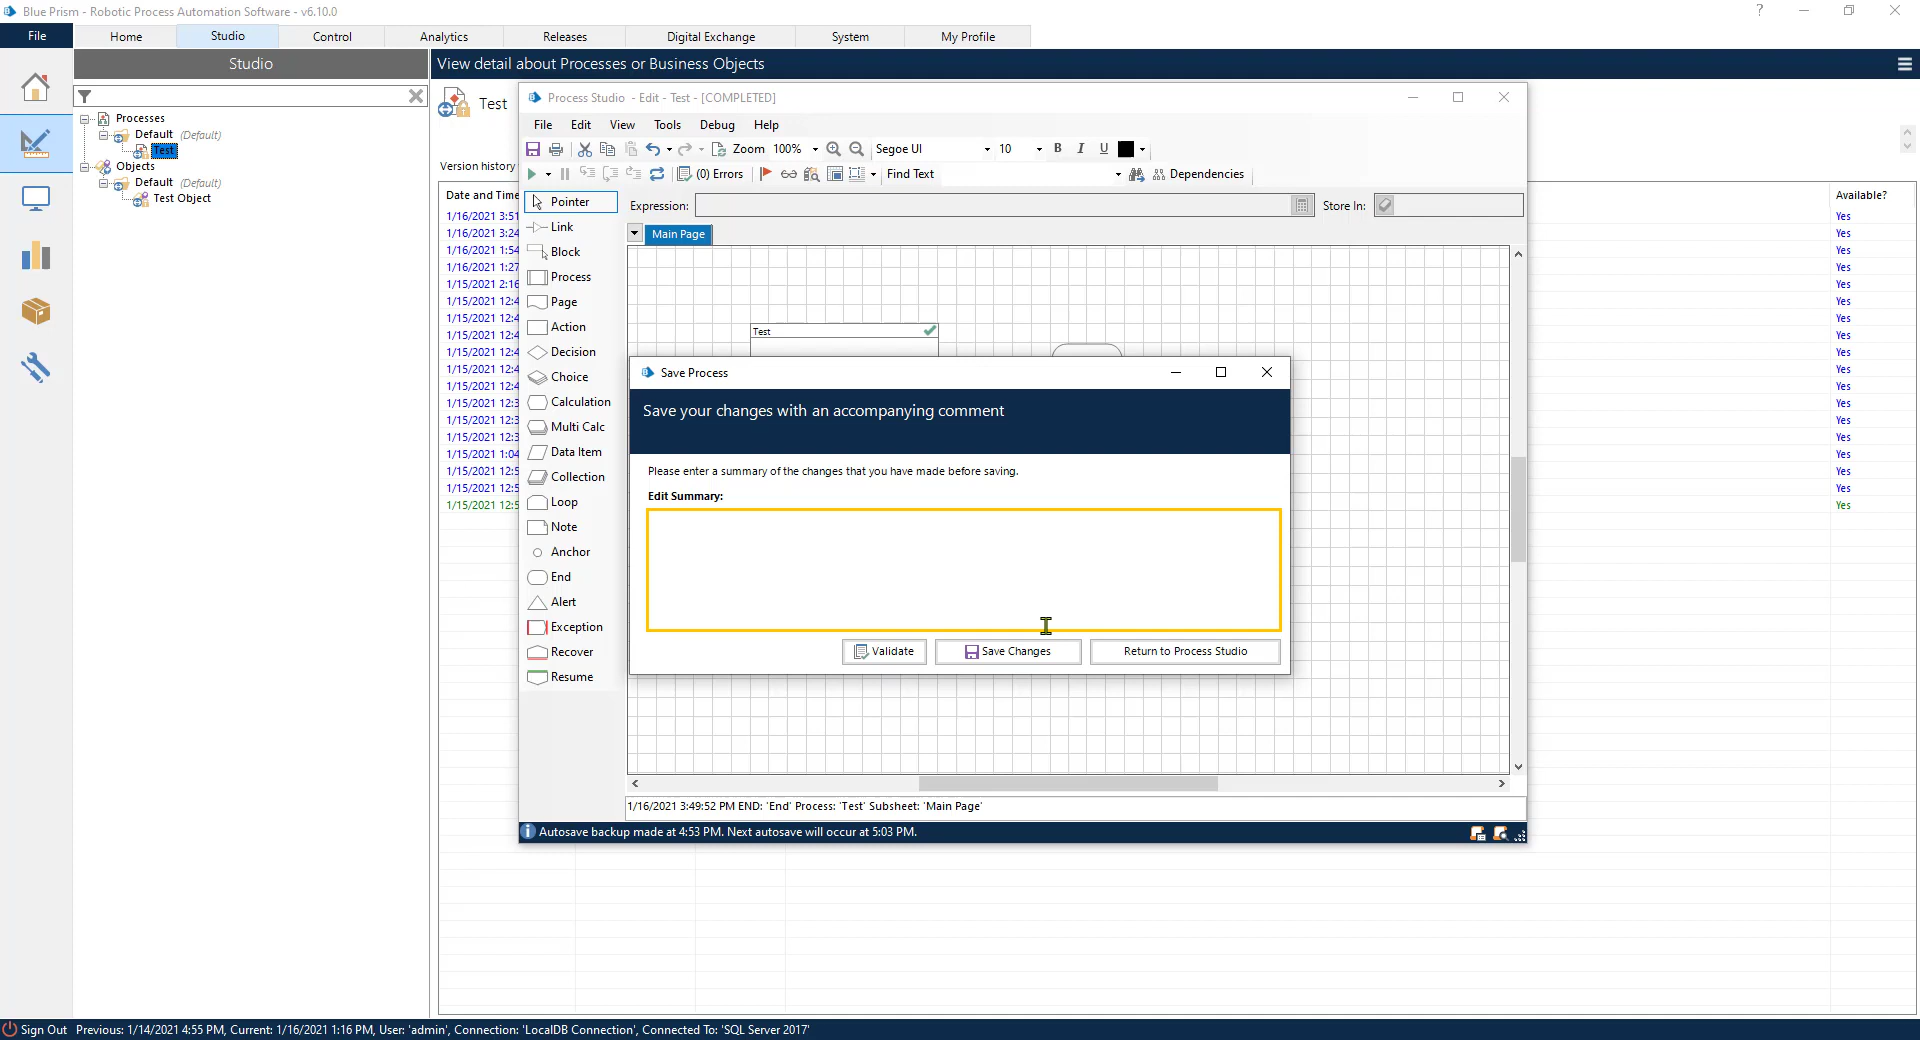 Blue Prism - Robotic Process Automation Software - v6.10.0
?
File
Home
Studio
Control
Analytics
Releases
Digital Exchange
System
My Profile
Studio
View detail about Processes or Business Objects
Processes
Default (Default)
Test
Objects
Default (Default)
Test Object
Test
Version history
Date and Time
Available?
1/16/2021 3:51
Yes
1/16/2021 3:24
Yes
1/16/2021 1:54
Yes
1/16/2021 1:27
Yes
1/15/2021 2:16
Yes
1/15/2021 12:4
Yes
1/15/2021 12:4
Yes
1/15/2021 12:4
Yes
1/15/2021 12:4
Yes
1/15/2021 12:4
Yes
1/15/2021 12:4
Yes
1/15/2021 12:3
Yes
1/15/2021 12:3
Yes
1/15/2021 12:3
Yes
1/15/2021 1:04
Yes
1/15/2021 12:5
Yes
1/15/2021 12:5
Yes
1/15/2021 12:5
Yes
Process Studio - Edit - Test - [COMPLETED]
File
Edit
View
Tools
Debug
Help
Zoom
100%
Segoe UI
10
B
I
U
(0) Errors
Find Text
Dependencies
Pointer
Link
Block
Process
Page
Action
Decision
Choice
Calculation
Multi Calc
Data Item
Collection
Loop
Note
Anchor
End
Alert
Exception
Recover
Resume
Expression:
Store In:
Main Page
Test
Save Process
Save your changes with an accompanying comment
Please enter a summary of the changes that you have made before saving.
Edit Summary:
Validate
Save Changes
Return to Process Studio
1/16/2021 3:49:52 PM END: 'End' Process: 'Test' Subsheet: 'Main Page'
Autosave backup made at 4:53 PM. Next autosave will occur at 5:03 PM.
Sign Out
Previous: 1/14/2021 4:55 PM, Current: 1/16/2021 1:16 PM, User: 'admin', Connection: 'LocalDB Connection', Connected To: 'SQL Server 2017'